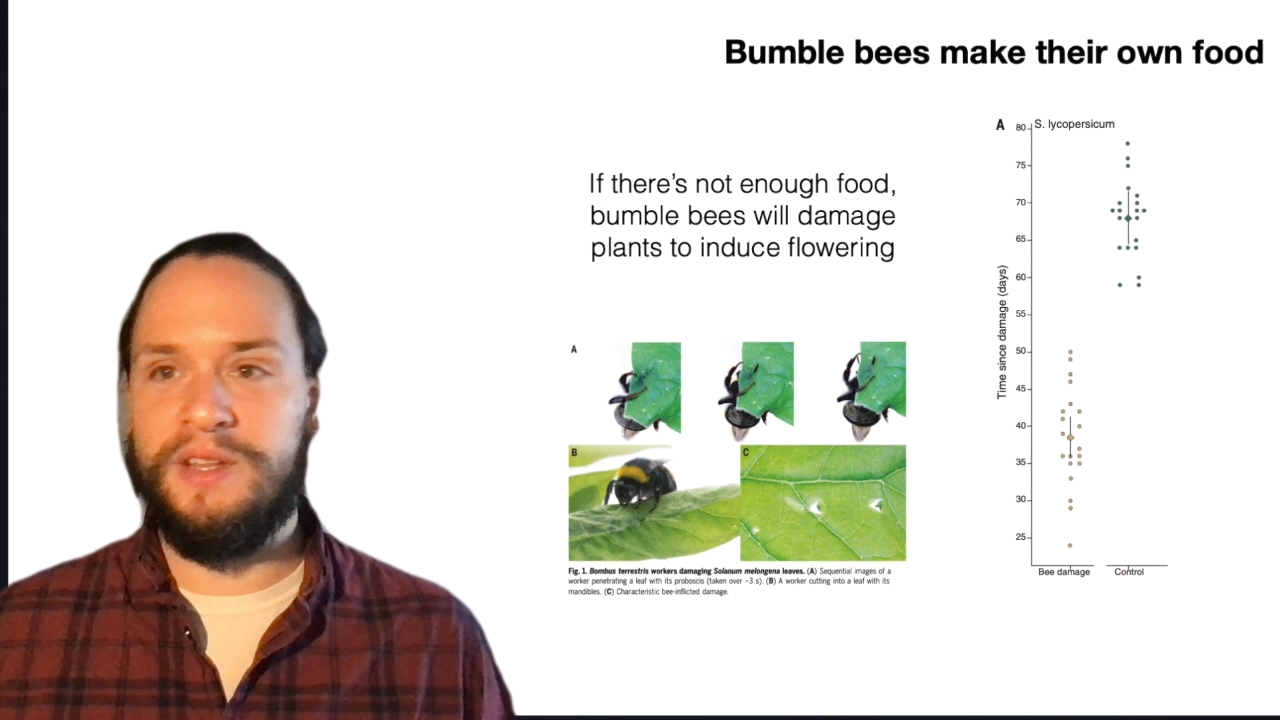 Bumble bees make their own food
If there's not enough food,
bumble bees will damage
plants to induce flowering
A
B
C
Fig. 1. Bombus terrestris workers damaging Solanum melongena leaves. (A) Sequential images of a
worker penetrating a leaf with its proboscis (taken over ~3 s). (B) A worker cutting into a leaf with its
mandibles. (C) Characteristic bee-inflicted damage.
A
S. lycopersicum
Time since damage (days)
80
75
70
65
60
55
50
45
40
35
30
25
Bee damage
Control